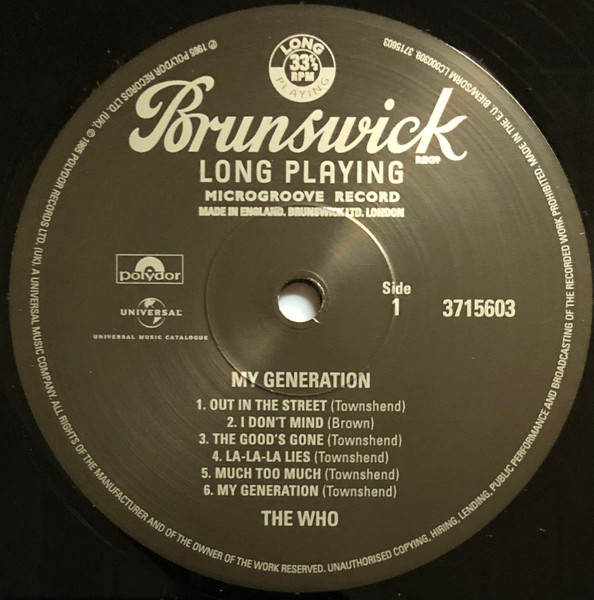 LONG
33⅓
RPM
PLAYING
Brunswick
REGD
LONG PLAYING
MICROGROOVE RECORD
MADE IN ENGLAND. BRUNSWICK LTD. LONDON
polydor
UNIVERSAL
UNIVERSAL MUSIC CATALOGUE
Side
1
3715603
MY GENERATION
1. OUT IN THE STREET (Townshend)
2. I DON'T MIND (Brown)
3. THE GOOD'S GONE (Townshend)
4. LA-LA-LA LIES (Townshend)
5. MUCH TOO MUCH (Townshend)
6. MY GENERATION (Townshend)
THE WHO
℗ 1965 POLYDOR RECORDS LTD. (UK). © 1965 POLYDOR RECORDS LTD. (UK). A UNIVERSAL MUSIC COMPANY. ALL RIGHTS OF THE MANUFACTURER AND OF THE OWNER OF THE WORK RESERVED. UNAUTHORISED COPYING, HIRING, LENDING, PUBLIC PERFORMANCE AND BROADCASTING OF THE RECORDED WORK PROHIBITED. MADE IN THE E.U. BIEM/SDRM LC000309. 3715603